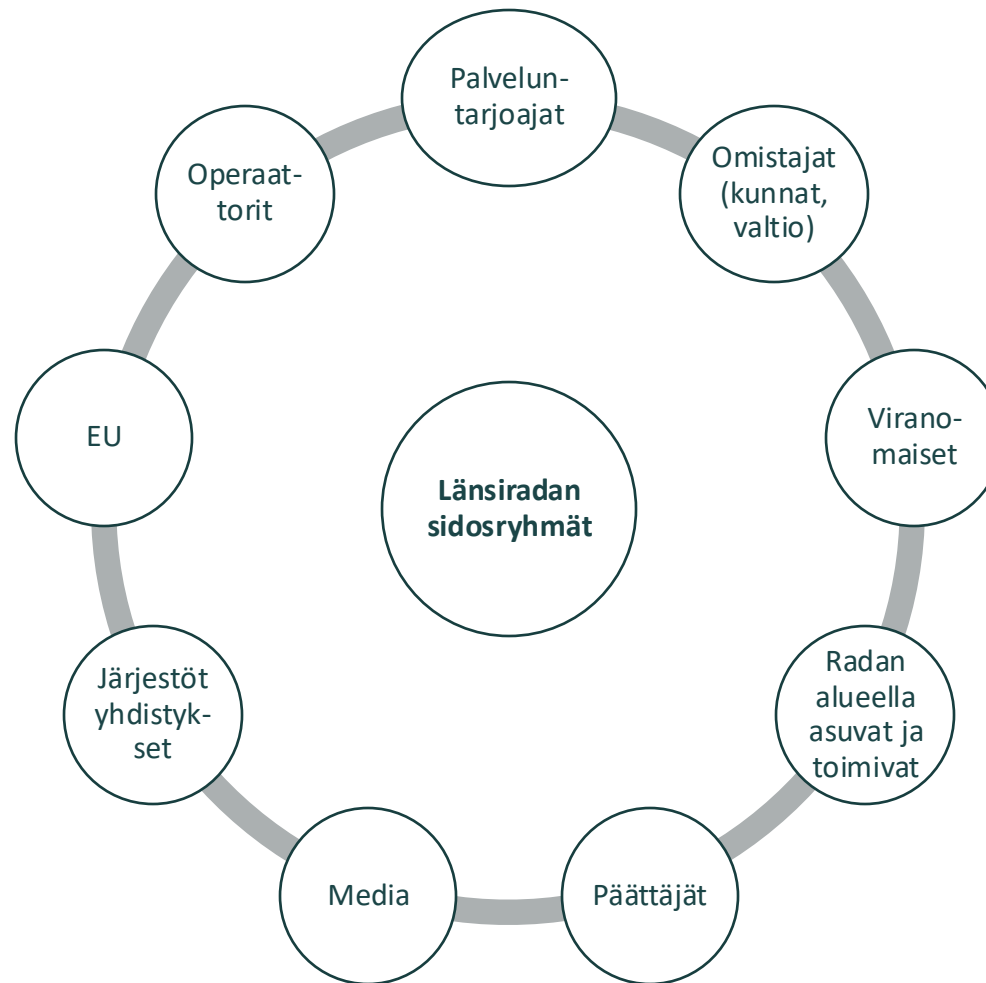 Palvelun-
tarjoajat
Omistajat
(kunnat,
valtio)
Operaat-
torit
Virano-
maiset
EU
Länsiradan
sidosryhmät
Radan
alueella
asuvat ja
toimivat
Järjestöt
yhdistyk-
set
Päättäjät
Media